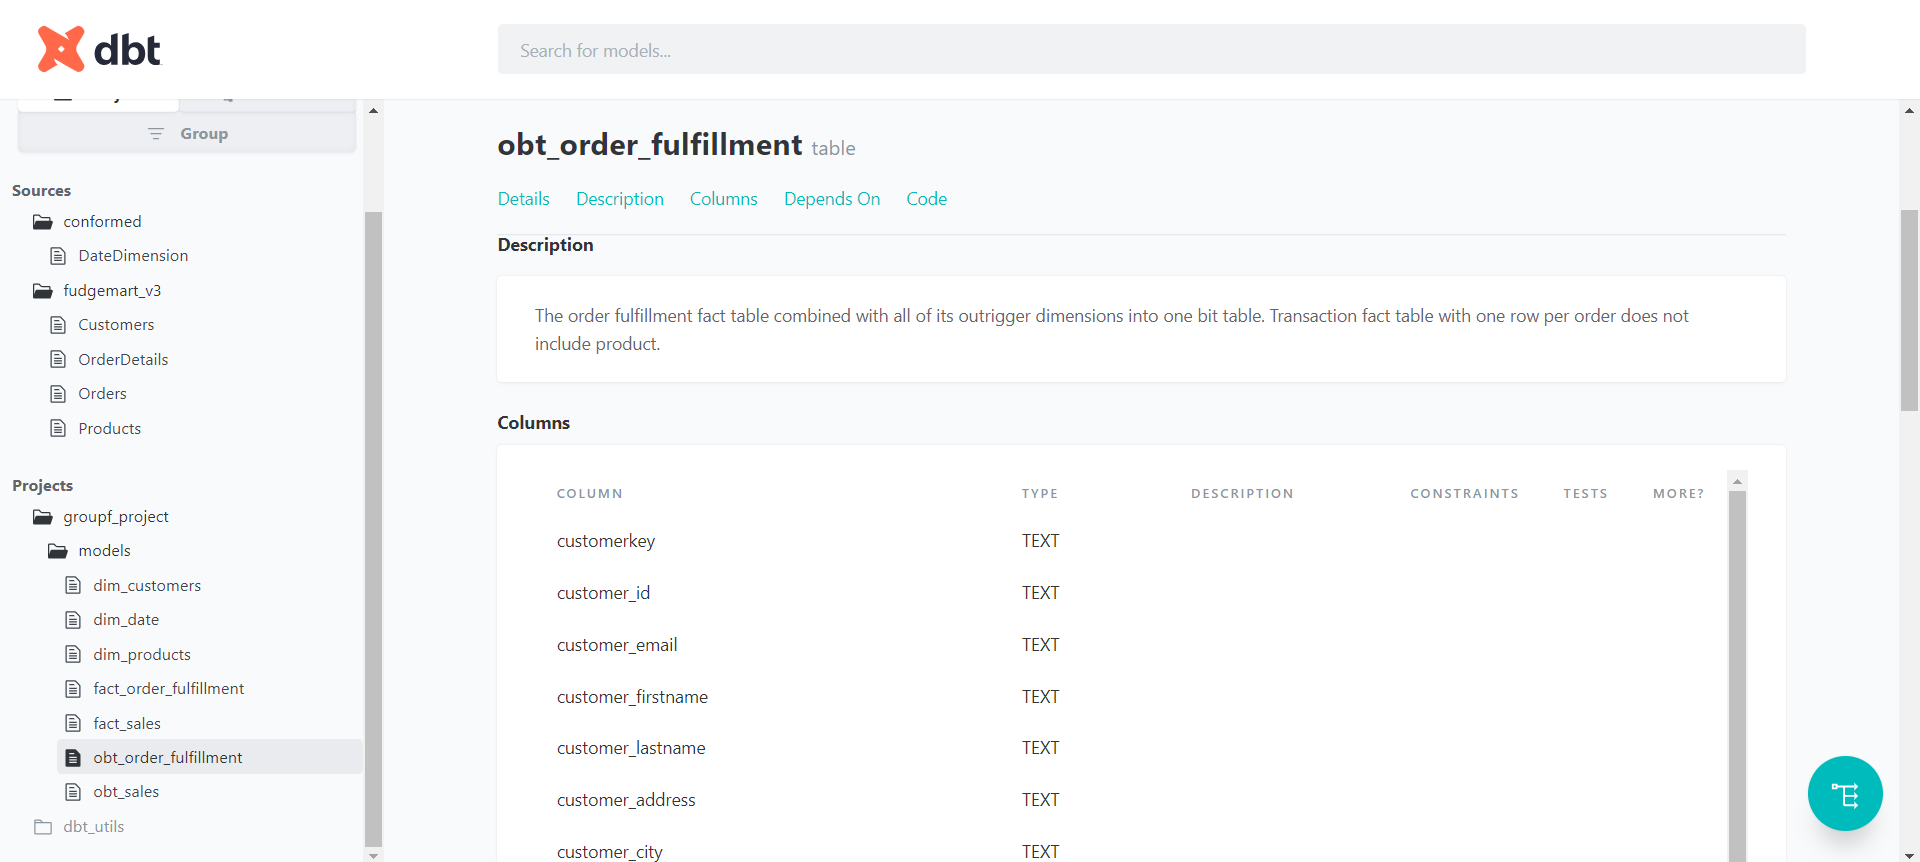 dbt
Search for models...
Group
Sources
conformed
DateDimension
fudgemart_v3
Customers
OrderDetails
Orders
Products
Projects
groupf_project
models
dim_customers
dim_date
dim_products
fact_order_fulfillment
fact_sales
obt_order_fulfillment
obt_sales
dbt_utils
obt_order_fulfillment table
Details Description Columns Depends On Code
Description
The order fulfillment fact table combined with all of its outrigger dimensions into one bit table. Transaction fact table with one row per order does not
include product.
Columns
COLUMN TYPE DESCRIPTION CONSTRAINTS TESTS MORE?
customerkey TEXT
customer_id TEXT
customer_email TEXT
customer_firstname TEXT
customer_lastname TEXT
customer_address TEXT
customer_city TEXT